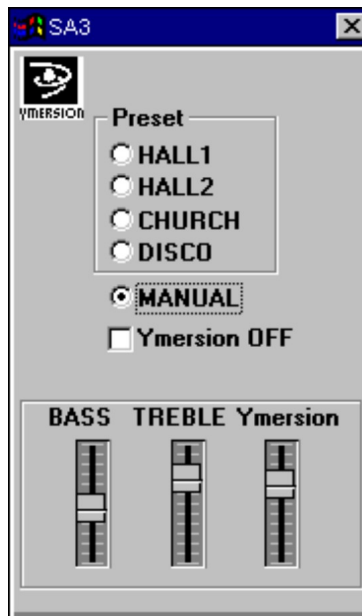 SA3
YMERSION
Preset
HALL1
HALL2
CHURCH
DISCO
MANUAL
Ymersion OFF
BASS TREBLE Ymersion